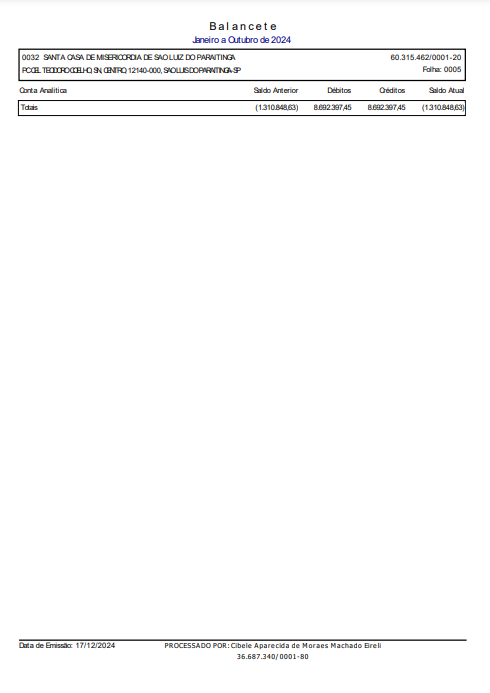 Balancete
Janeiro a Outubro de 2024
0032 SANTA CASA DE MISERICORDIA DE SAO LUIZ DO PARAITINGA 60.315.462/0001-20
PC CEL. TEODORO COELHO, SN, CENTRO, 12140-000, SAO LUIS DO PARAITINGA-SP Folha: 0005
Conta Analitica Saldo Anterior Débitos Créditos Saldo Atual
Totais (1.310.848,63) 8.692.397,45 8.692.397,45 (1.310.848,63)
Data de Emissão: 17/12/2024 PROCESSADO POR: Cibele Aparecida de Moraes Machado Eireli
36.687.340/0001-80